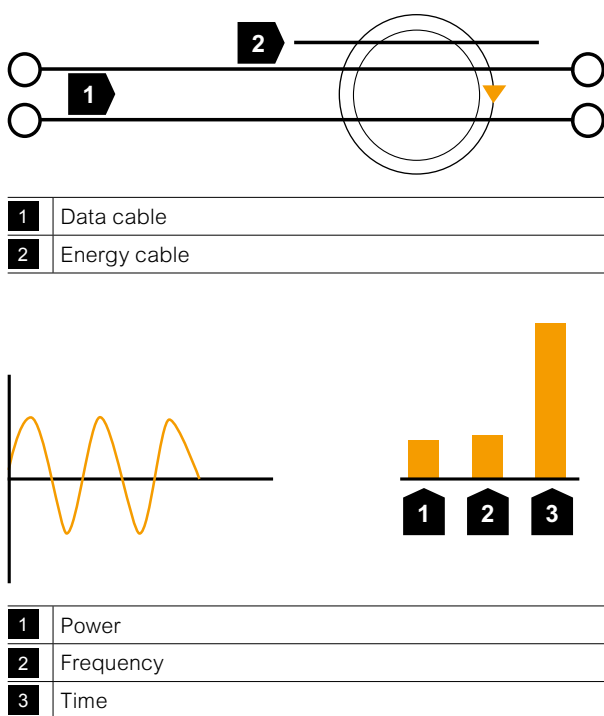 2
1
1 Data cable
2 Energy cable
1 2 3
1 Power
2 Frequency
3 Time